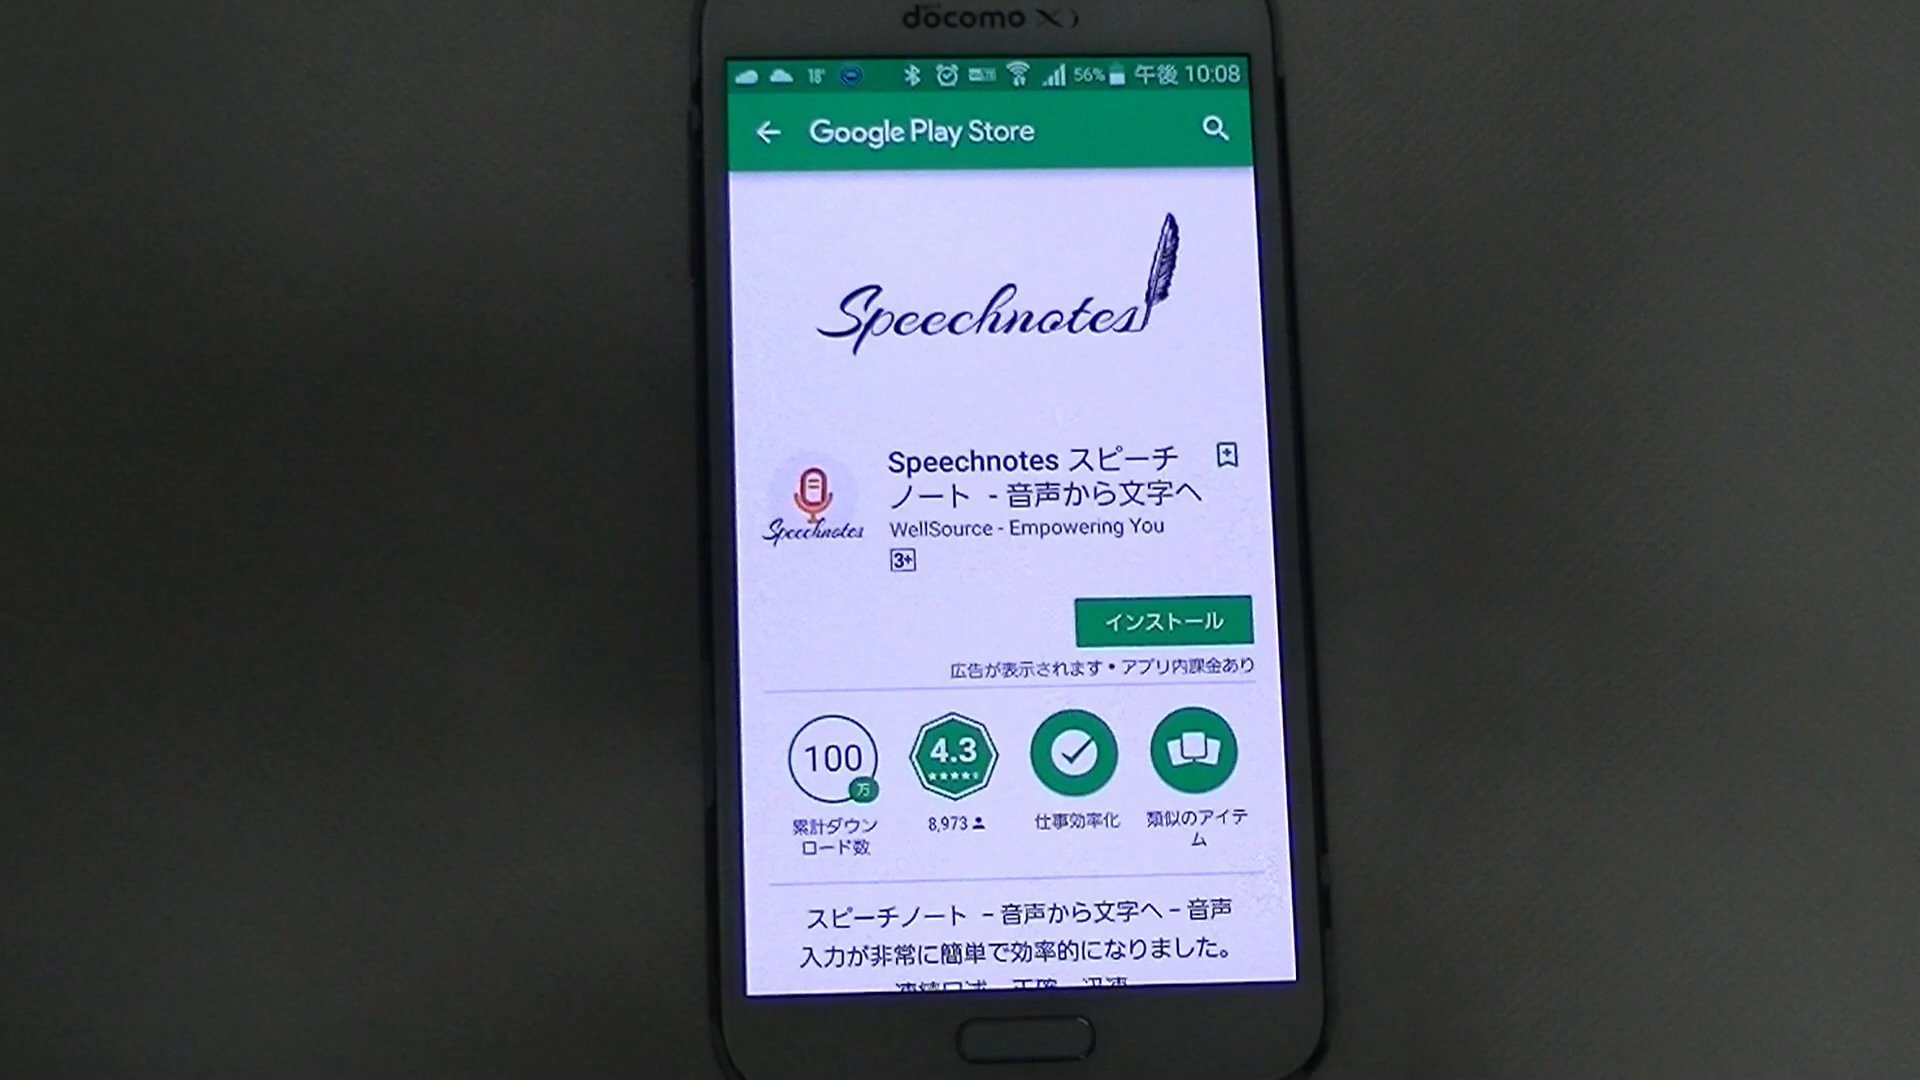 docomo Xi
18° 56% 午後 10:08
Google Play Store
Speechnotes
Speechnotes スピーチ
ノート - 音声から文字へ
Speechnotes
WellSource - Empowering You
3+
インストール
広告が表示されます • アプリ内課金あり
100
万
4.3
累計ダウン
ロード数
8,973
仕事効率化
類似のアイテ
ム
スピーチノート - 音声から文字へ - 音声
入力が非常に簡単で効率的になりました。